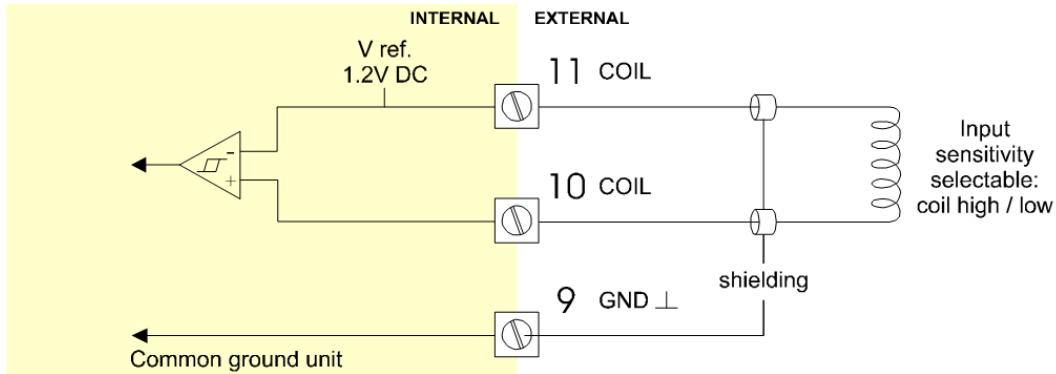 INTERNAL EXTERNAL
V ref.
1.2V DC
11 COIL
-
+
10 COIL
Input
sensitivity
selectable:
coil high / low
shielding
9 GND ⊥
Common ground unit